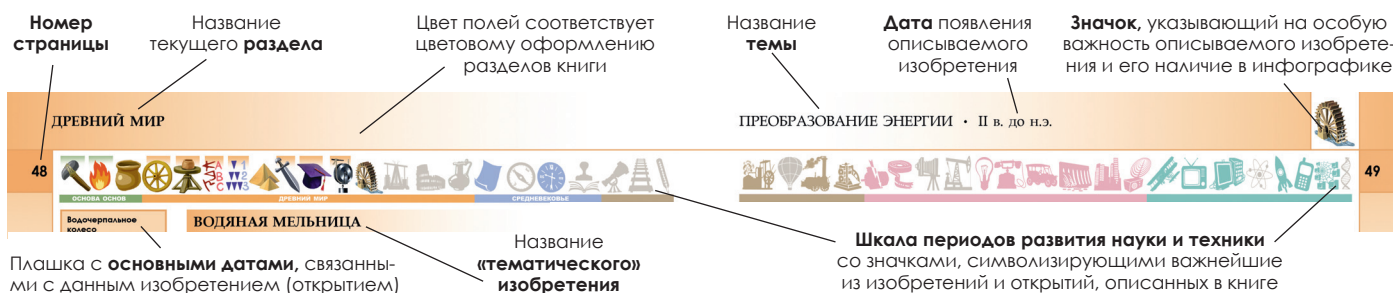 Номер
страницы
Название
текущего раздела
Цвет полей соответствует
цветовому оформлению
разделов книги
Название
темы
Дата появления
описываемого
изобретения
Значок, указывающий на особую
важность описываемого изобрете-
ния и его наличие в инфографике
ДРЕВНИЙ МИР
ПРЕОБРАЗОВАНИЕ ЭНЕРГИИ • II в. до н.э.
48
A
B
C
1
2
3
49
ОСНОВА ОСНОВ
ДРЕВНИЙ МИР
СРЕДНЕВЕКОВЬЕ
Водочерпальное
колесо
ВОДЯНАЯ МЕЛЬНИЦА
Плашка с основными датами, связанны-
ми с данным изобретением (открытием)
Название
«тематического»
изобретения
Шкала периодов развития науки и техники
со значками, символизирующими важнейшие
из изобретений и открытий, описанных в книге